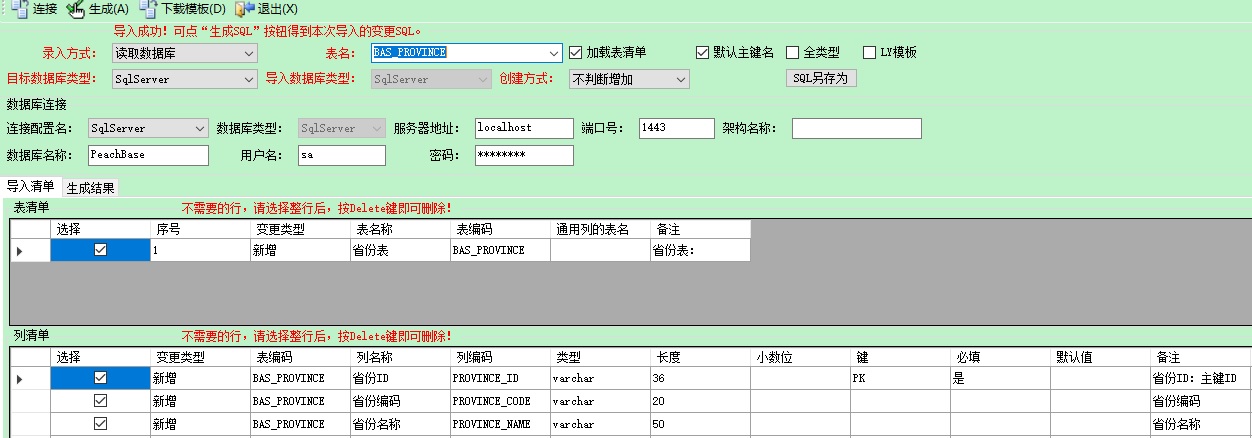 连接 生成(A) 下载模板(D) 退出(X)
导入成功！可点“生成SQL”按钮得到本次导入的变更SQL。
录入方式： 读取数据库 表名： BAS_PROVINCE 加载表清单 默认主键名 全类型 LY模板
目标数据库类型： SqlServer 导入数据库类型： SqlServer 创建方式： 不判断增加 SQL另存为
数据库连接
连接配置名： SqlServer 数据库类型： SqlServer 服务器地址： localhost 端口号： 1443 架构名称：
数据库名称： PeachBase 用户名： sa 密码： ********
导入清单 生成结果
表清单 不需要的行，请选择整行后，按Delete键即可删除！
选择 序号 变更类型 表名称 表编码 通用列的表名 备注
1 新增 省份表 BAS_PROVINCE 省份表：
列清单 不需要的行，请选择整行后，按Delete键即可删除！
选择 变更类型 表编码 列名称 列编码 类型 长度 小数位 键 必填 默认值 备注
新增 BAS_PROVINCE 省份ID PROVINCE_ID varchar 36 PK 是 省份ID：主键ID
新增 BAS_PROVINCE 省份编码 PROVINCE_CODE varchar 20 省份编码
新增 BAS_PROVINCE 省份名称 PROVINCE_NAME varchar 50 省份名称